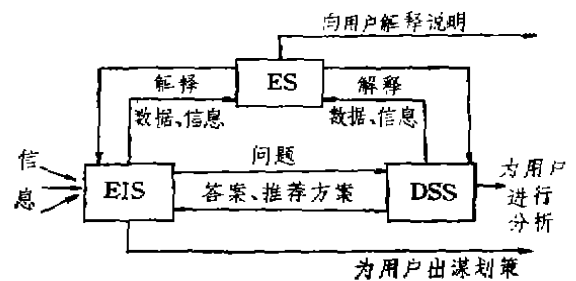 向用户解释说明
解释
ES
解释
数据、信息
数据、信息
信
息
问题
EIS
答案、推荐方案
DSS
为用户
进行
分析
为用户出谋划策